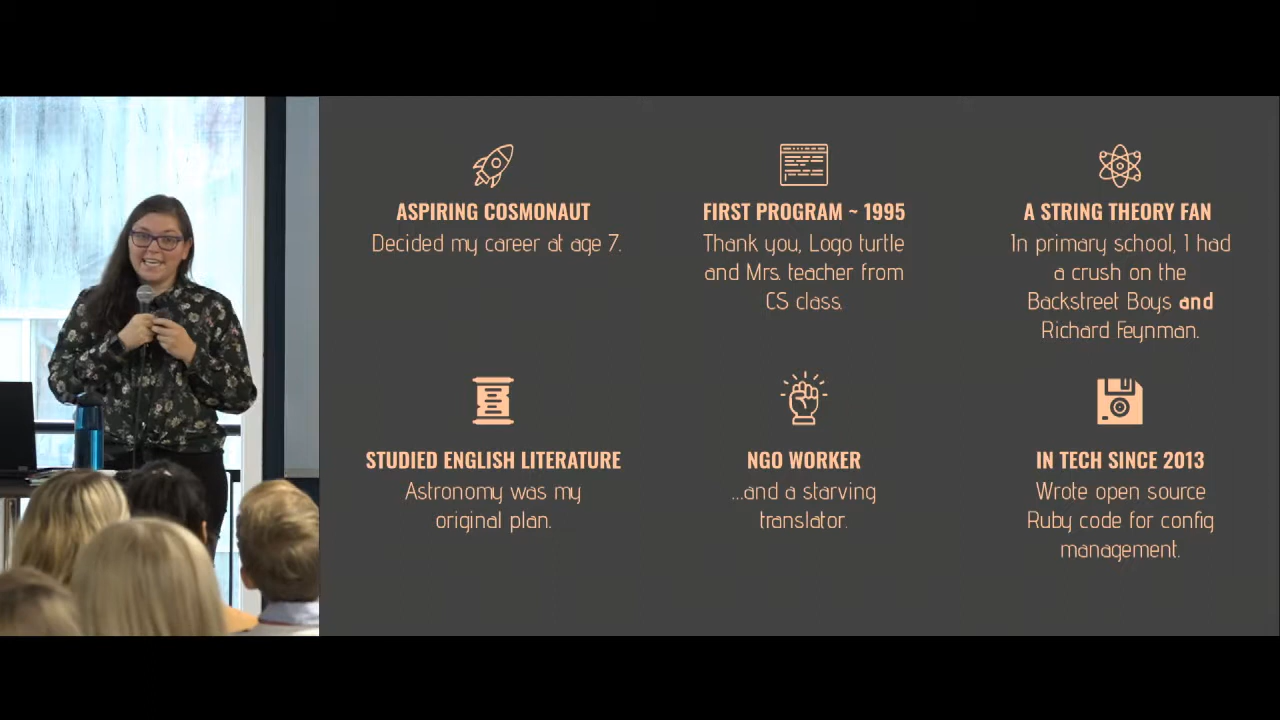 ASPIRING COSMONAUT
Decided my career at age 7.
FIRST PROGRAM ~ 1995
Thank you, Logo turtle
and Mrs. teacher from
CS class.
A STRING THEORY FAN
In primary school, I had
a crush on the
Backstreet Boys and
Richard Feynman.
STUDIED ENGLISH LITERATURE
Astronomy was my
original plan.
NGO WORKER
...and a starving
translator.
IN TECH SINCE 2013
Wrote open source
Ruby code for config
management.